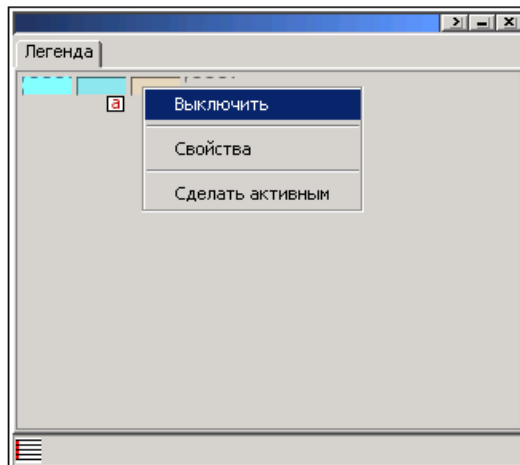 Легенда
a
Выключить
Свойства
Сделать активным